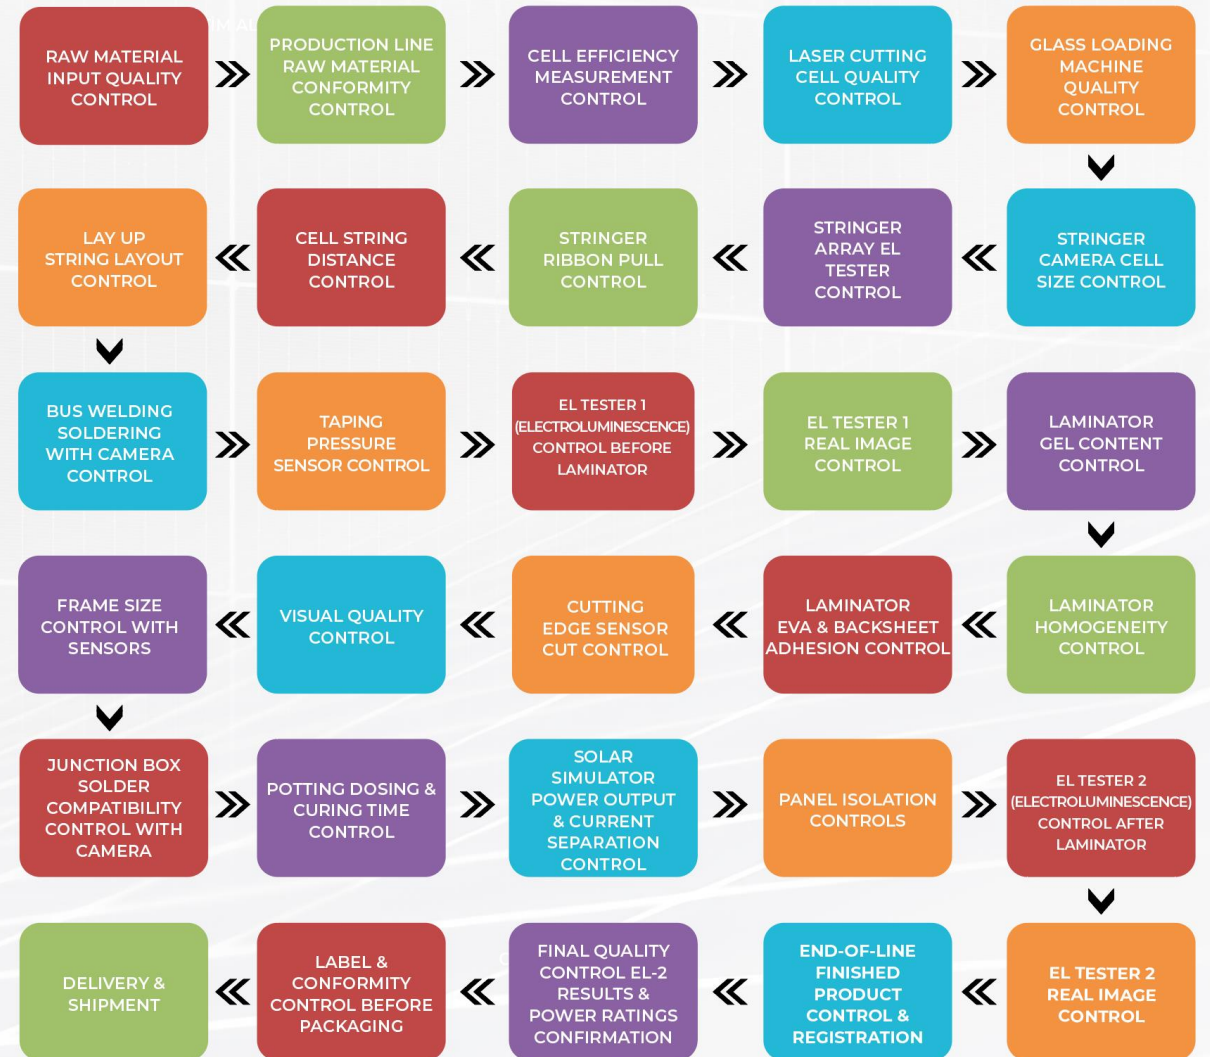 RAW MATERIAL
INPUT QUALITY
CONTROL
PRODUCTION LINE
RAW MATERIAL
CONFORMITY
CONTROL
CELL EFFICIENCY
MEASUREMENT
CONTROL
LASER CUTTING
CELL QUALITY
CONTROL
GLASS LOADING
MACHINE
QUALITY
CONTROL
STRINGER
CAMERA CELL
SIZE CONTROL
STRINGER
ARRAY EL
TESTER
CONTROL
STRINGER
RIBBON PULL
CONTROL
CELL STRING
DISTANCE
CONTROL
LAY UP
STRING LAYOUT
CONTROL
BUS WELDING
SOLDERING
WITH CAMERA
CONTROL
TAPING
PRESSURE
SENSOR CONTROL
EL TESTER 1
(ELECTROLUMINESCENCE)
CONTROL BEFORE
LAMINATOR
EL TESTER 1
REAL IMAGE
CONTROL
LAMINATOR
GEL CONTENT
CONTROL
LAMINATOR
HOMOGENEITY
CONTROL
LAMINATOR
EVA & BACKSHEET
ADHESION CONTROL
CUTTING
EDGE SENSOR
CUT CONTROL
VISUAL QUALITY
CONTROL
FRAME SIZE
CONTROL WITH
SENSORS
JUNCTION BOX
SOLDER
COMPATIBILITY
CONTROL WITH
CAMERA
POTTING DOSING &
CURING TIME
CONTROL
SOLAR
SIMULATOR
POWER OUTPUT
& CURRENT
SEPARATION
CONTROL
PANEL ISOLATION
CONTROLS
EL TESTER 2
(ELECTROLUMINESCENCE)
CONTROL AFTER
LAMINATOR
EL TESTER 2
REAL IMAGE
CONTROL
END-OF-LINE
FINISHED
PRODUCT
CONTROL &
REGISTRATION
FINAL QUALITY
CONTROL EL-2
RESULTS &
POWER RATINGS
CONFIRMATION
LABEL &
CONFORMITY
CONTROL BEFORE
PACKAGING
DELIVERY &
SHIPMENT